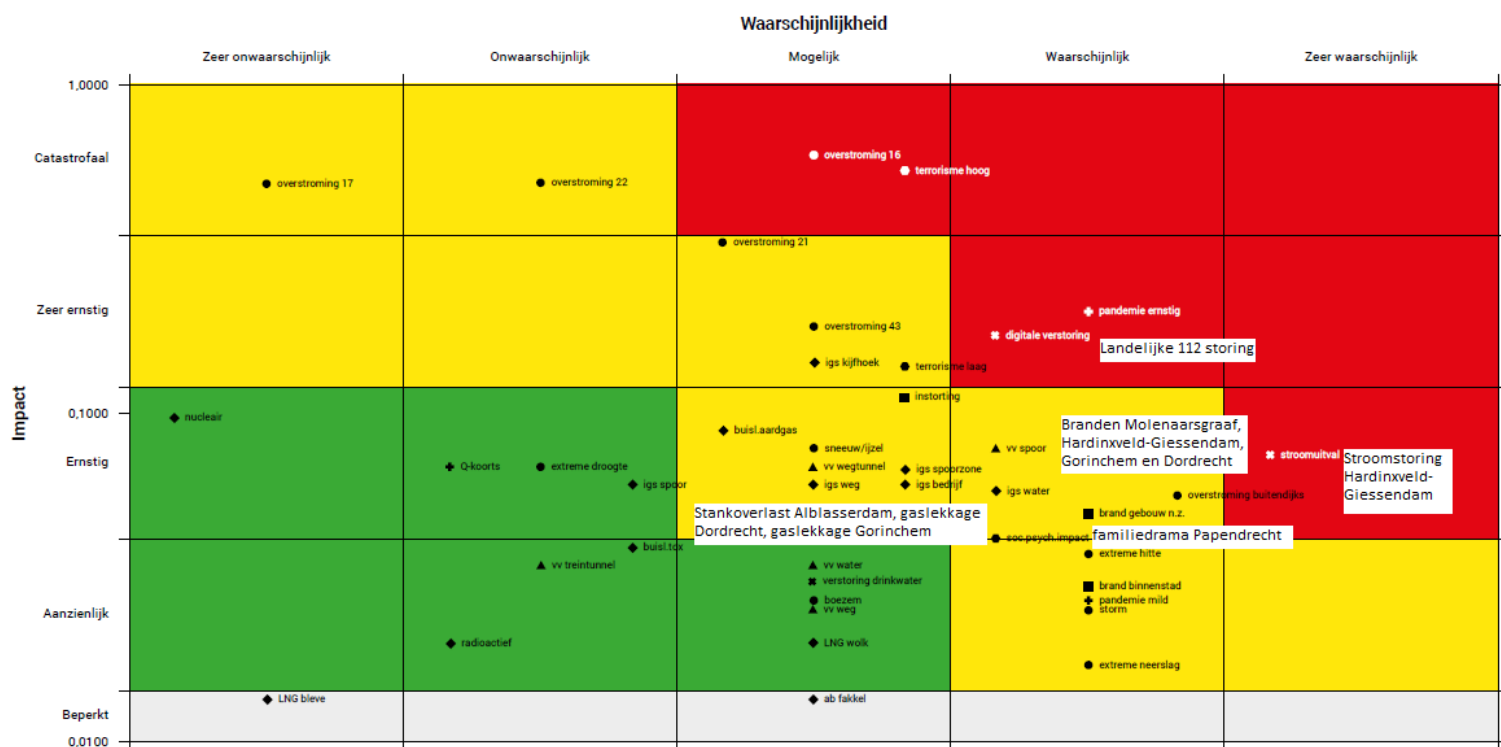 Waarschijnlijkheid
Zeer onwaarschijnlijk
Onwaarschijnlijk
Mogelijk
Waarschijnlijk
Zeer waarschijnlijk
Impact
1,0000
Catastrofaal
overstroming 16
terrorisme hoog
overstroming 17
overstroming 22
overstroming 21
Zeer ernstig
pandemie ernstig
overstroming 43
digitale verstoring
Landelijke 112 storing
igs kijfhoek
terrorisme laag
instorting
0,1000
nucleair
buisl.aardgas
Branden Molenaarsgraaf,
Hardinxveld-Giessendam,
Gorinchem en Dordrecht
sneeuw/ijzel
vv spoor
stroomuitval
Stroomstoring
Hardinxveld-
Giessendam
Ernstig
Q-koorts
extreme droogte
vv wegtunnel
igs spoorzone
igs spoor
igs weg
igs bedrijf
igs water
overstroming buitendijks
Stankoverlast Alblasserdam, gaslekkage
Dordrecht, gaslekkage Gorinchem
brand gebouw n.z.
soc.psych.impact
familiedrama Papendrecht
buisl.tox
extreme hitte
vv treintunnel
vv water
verstoring drinkwater
brand binnenstad
boezem
pandemie mild
Aanzienlijk
vv weg
storm
radioactief
LNG wolk
extreme neerslag
LNG bleve
ab fakkel
Beperkt
0,0100